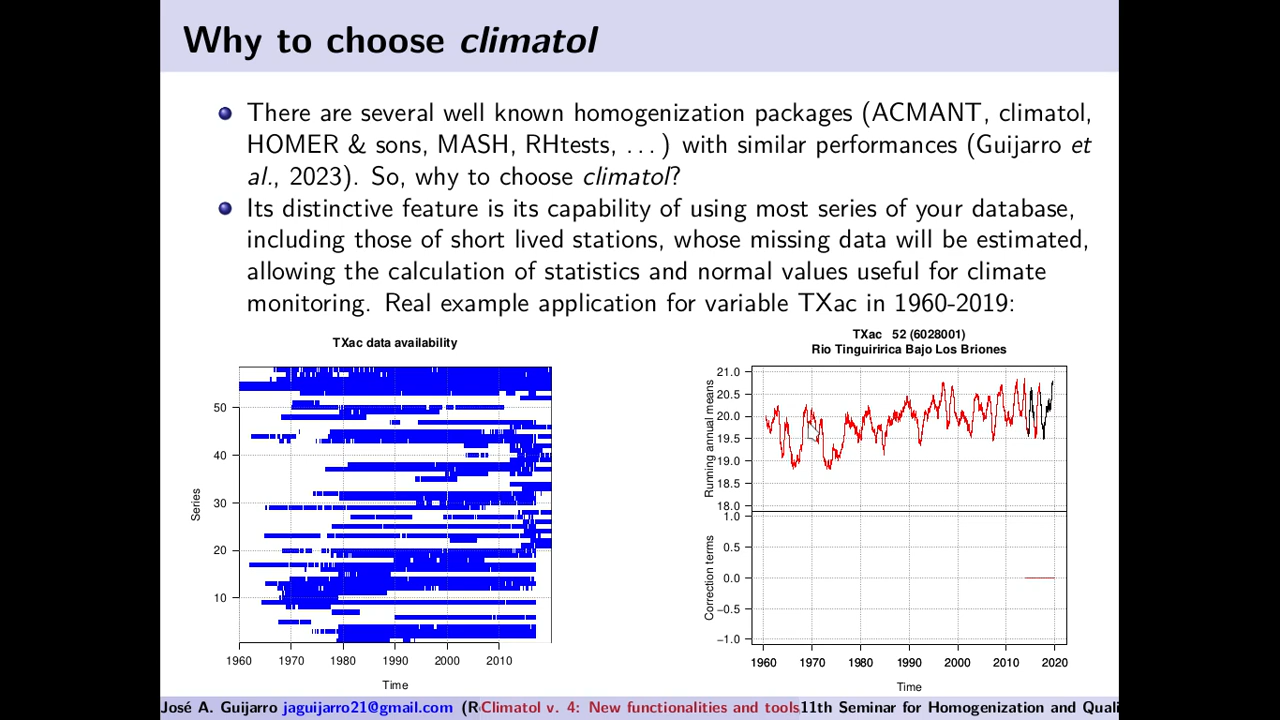 Why to choose climatol
There are several well known homogenization packages (ACMANT, climatol,
HOMER & sons, MASH, RHtests, ...) with similar performances (Guijarro et
al., 2023). So, why to choose climatol?
Its distinctive feature is its capability of using most series of your database,
including those of short lived stations, whose missing data will be estimated,
allowing the calculation of statistics and normal values useful for climate
monitoring. Real example application for variable TXac in 1960-2019:
TXac data availability
Series
50
40
30
20
10
1960 1970 1980 1990 2000 2010
Time
TXac 52 (6028001)
Rio Tinguiririca Bajo Los Briones
Running annual means
21.0
20.5
20.0
19.5
19.0
18.5
18.0
Correction terms
1.0
0.5
0.0
−0.5
−1.0
1960 1970 1980 1990 2000 2010 2020
Time
José A. Guijarro jaguijarro21@gmail.com (R
Climatol v. 4: New functionalities and tools
11th Seminar for Homogenization and Quali